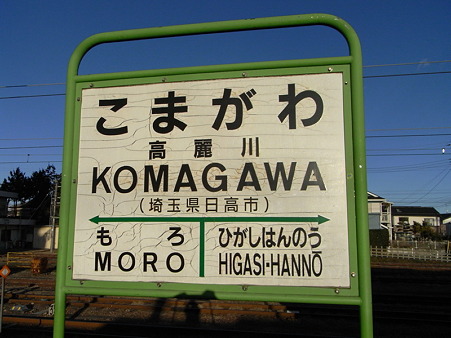 こまがわ
高麗川
KOMAGAWA
(埼玉県日高市)
もろ ひがしはんのう
MORO HIGASI-HANNŌ